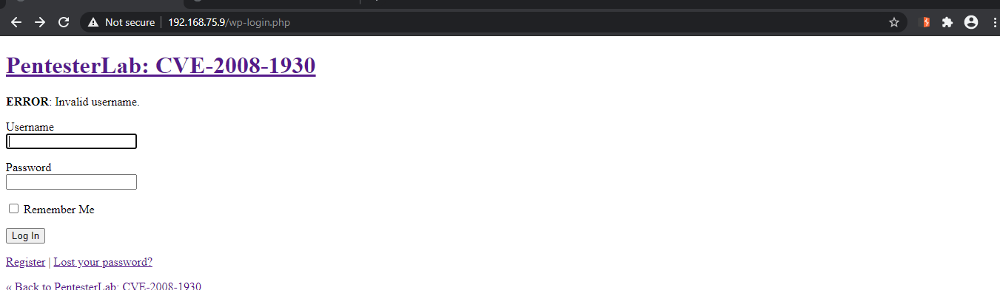 Not secure 192.168.75.9/wp-login.php
PentesterLab: CVE-2008-1930
ERROR: Invalid username.
Username
Password
Remember Me
Log In
Register | Lost your password?
« Back to PentesterLab: CVE-2008-1930